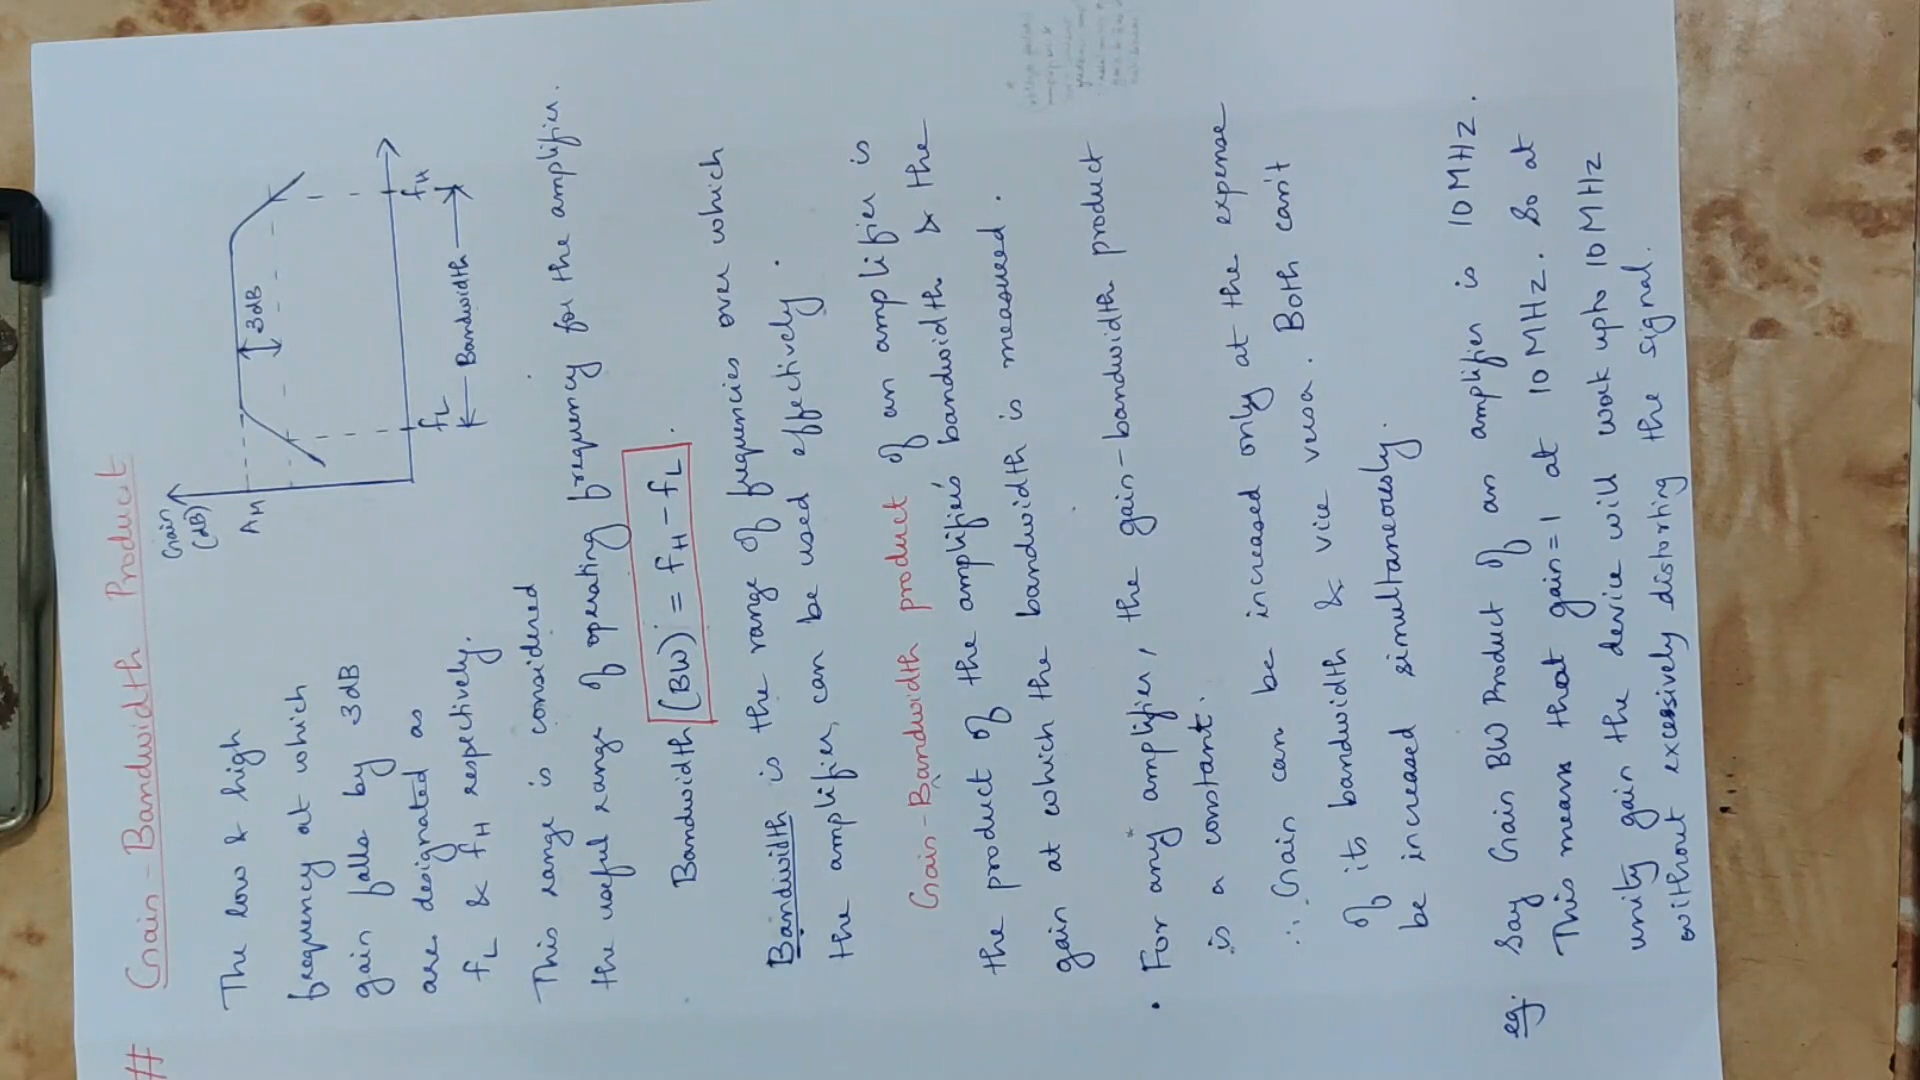 # Gain-Bandwidth Product
The low & high
frequency at which
gain falls by 3dB
are designated as
fL & fH respectively.
Gain
(dB)
AM
3dB
fL
fH
Bandwidth
This range is considered
the useful range of operating frequency for the amplifier.
Bandwidth (BW) = fH - fL.
Bandwidth is the range of frequencies over which
the amplifier, can be used effectively.
Gain-Bandwidth product of an amplifier is
the product of the amplifier's bandwidth & the
gain at which the bandwidth is measured.
• For any amplifier, the gain-bandwidth product
is a constant.
∴ Gain can be increased only at the expense
of its bandwidth & vice versa. Both can't
be increased simultaneously.
eg. Say Gain BW Product of an amplifier is 10 MHz.
This means that gain=1 at 10 MHz. So at
unity gain the device will work upto 10 MHz
without excessively distorting the signal.